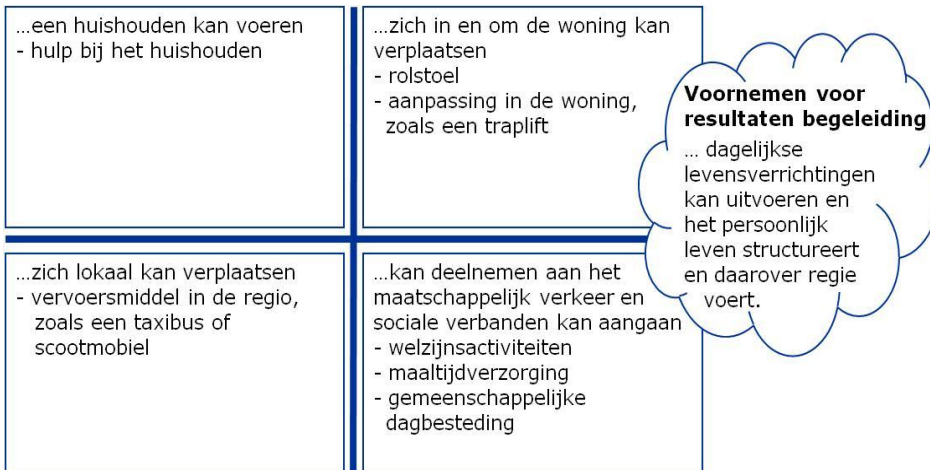 ...een huishouden kan voeren
- hulp bij het huishouden
...zich in en om de woning kan
verplaatsen
- rolstoel
- aanpassing in de woning,
zoals een traplift
...zich lokaal kan verplaatsen
- vervoersmiddel in de regio,
zoals een taxibus of
scootmobiel
...kan deelnemen aan het
maatschappelijk verkeer en
sociale verbanden kan aangaan
- welzijnsactiviteiten
- maaltijdverzorging
- gemeenschappelijke
dagbesteding
Voornemen voor
resultaten begeleiding
... dagelijkse
levensverrichtingen
kan uitvoeren en
het persoonlijk
leven structureert
en daarover regie
voert.